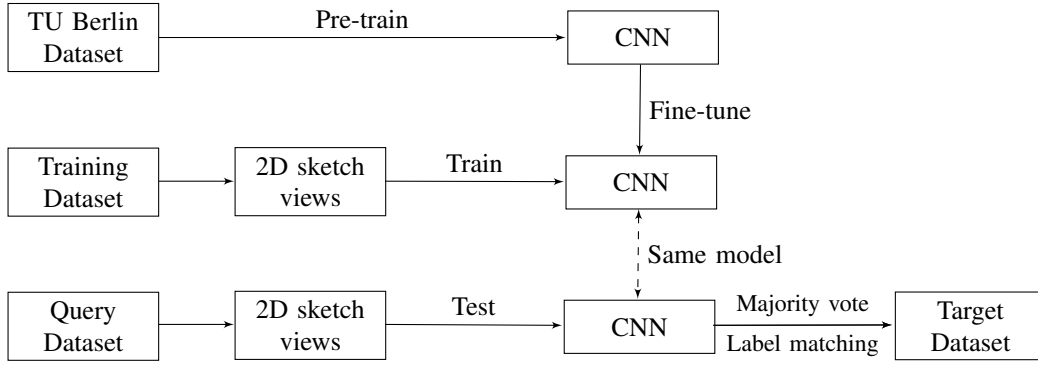 TU Berlin
Dataset
Pre-train
CNN
Fine-tune
Training
Dataset
2D sketch
views
Train
CNN
Same model
Query
Dataset
2D sketch
views
Test
CNN
Majority vote
Label matching
Target
Dataset